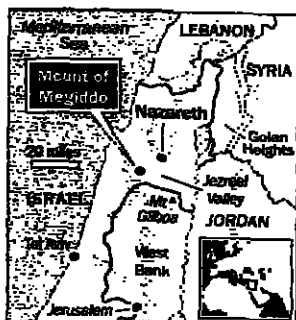 Mediterranean
Sea
LEBANON
SYRIA
Mount of
Megiddo
Nazareth
Golan
Heights
20 miles
Jezreel
Valley
ISRAEL
Mt
Gilboa
JORDAN
Tel Aviv
West
Bank
Jerusalem